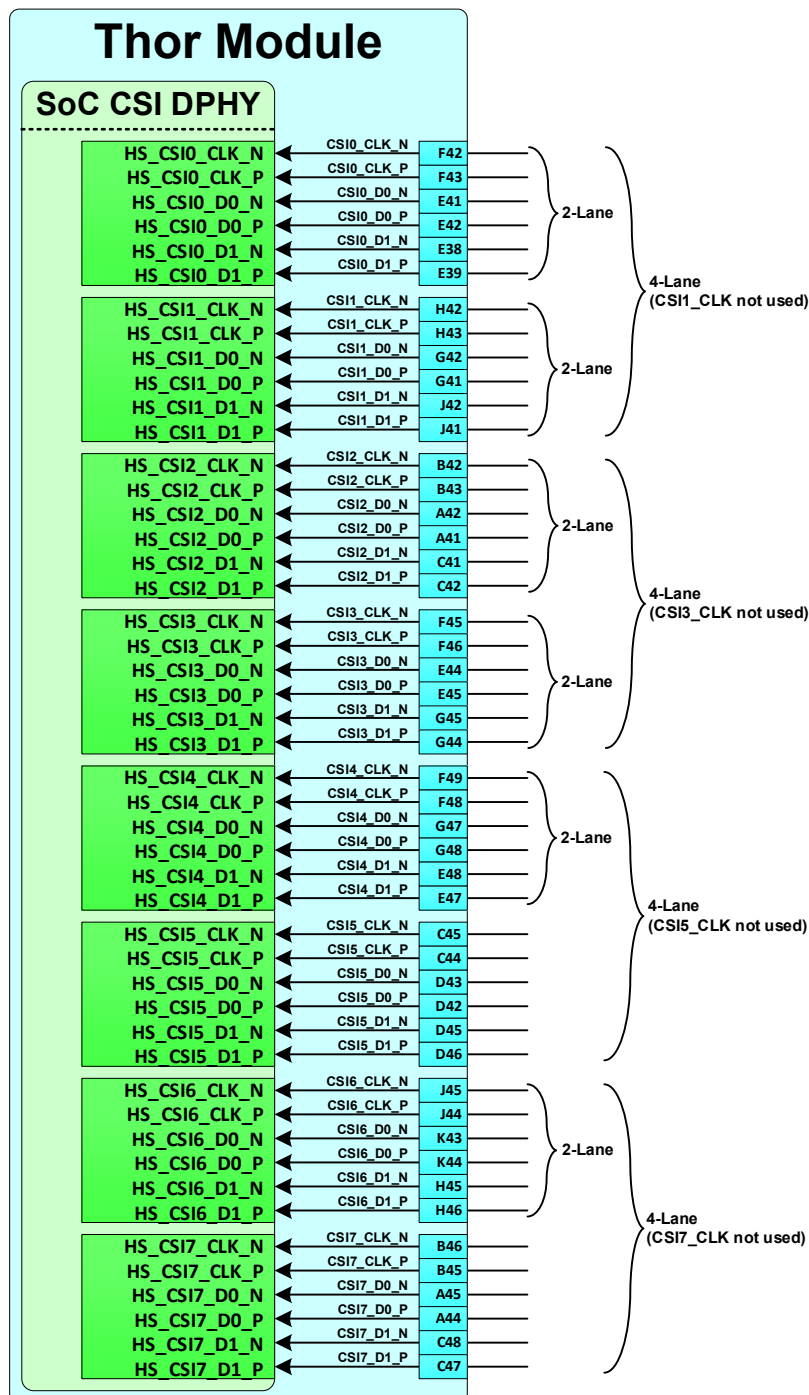 Thor Module
SoC CSI DPHY
HS_CSI0_CLK_N CSI0_CLK_N F42
HS_CSI0_CLK_P CSI0_CLK_P F43
HS_CSI0_D0_N CSI0_D0_N E41
HS_CSI0_D0_P CSI0_D0_P E42
HS_CSI0_D1_N CSI0_D1_N E38
HS_CSI0_D1_P CSI0_D1_P E39
2-Lane
HS_CSI1_CLK_N CSI1_CLK_N H42
HS_CSI1_CLK_P CSI1_CLK_P H43
HS_CSI1_D0_N CSI1_D0_N G42
HS_CSI1_D0_P CSI1_D0_P G41
HS_CSI1_D1_N CSI1_D1_N J42
HS_CSI1_D1_P CSI1_D1_P J41
2-Lane
4-Lane
(CSI1_CLK not used)
HS_CSI2_CLK_N CSI2_CLK_N B42
HS_CSI2_CLK_P CSI2_CLK_P B43
HS_CSI2_D0_N CSI2_D0_N A42
HS_CSI2_D0_P CSI2_D0_P A41
HS_CSI2_D1_N CSI2_D1_N C41
HS_CSI2_D1_P CSI2_D1_P C42
2-Lane
HS_CSI3_CLK_N CSI3_CLK_N F45
HS_CSI3_CLK_P CSI3_CLK_P F46
HS_CSI3_D0_N CSI3_D0_N E44
HS_CSI3_D0_P CSI3_D0_P E45
HS_CSI3_D1_N CSI3_D1_N G45
HS_CSI3_D1_P CSI3_D1_P G44
2-Lane
4-Lane
(CSI3_CLK not used)
HS_CSI4_CLK_N CSI4_CLK_N F49
HS_CSI4_CLK_P CSI4_CLK_P F48
HS_CSI4_D0_N CSI4_D0_N G47
HS_CSI4_D0_P CSI4_D0_P G48
HS_CSI4_D1_N CSI4_D1_N E48
HS_CSI4_D1_P CSI4_D1_P E47
2-Lane
HS_CSI5_CLK_N CSI5_CLK_N C45
HS_CSI5_CLK_P CSI5_CLK_P C44
HS_CSI5_D0_N CSI5_D0_N D43
HS_CSI5_D0_P CSI5_D0_P D42
HS_CSI5_D1_N CSI5_D1_N D45
HS_CSI5_D1_P CSI5_D1_P D46
4-Lane
(CSI5_CLK not used)
HS_CSI6_CLK_N CSI6_CLK_N J45
HS_CSI6_CLK_P CSI6_CLK_P J44
HS_CSI6_D0_N CSI6_D0_N K43
HS_CSI6_D0_P CSI6_D0_P K44
HS_CSI6_D1_N CSI6_D1_N H45
HS_CSI6_D1_P CSI6_D1_P H46
2-Lane
HS_CSI7_CLK_N CSI7_CLK_N B46
HS_CSI7_CLK_P CSI7_CLK_P B45
HS_CSI7_D0_N CSI7_D0_N A45
HS_CSI7_D0_P CSI7_D0_P A44
HS_CSI7_D1_N CSI7_D1_N C48
HS_CSI7_D1_P CSI7_D1_P C47
4-Lane
(CSI7_CLK not used)